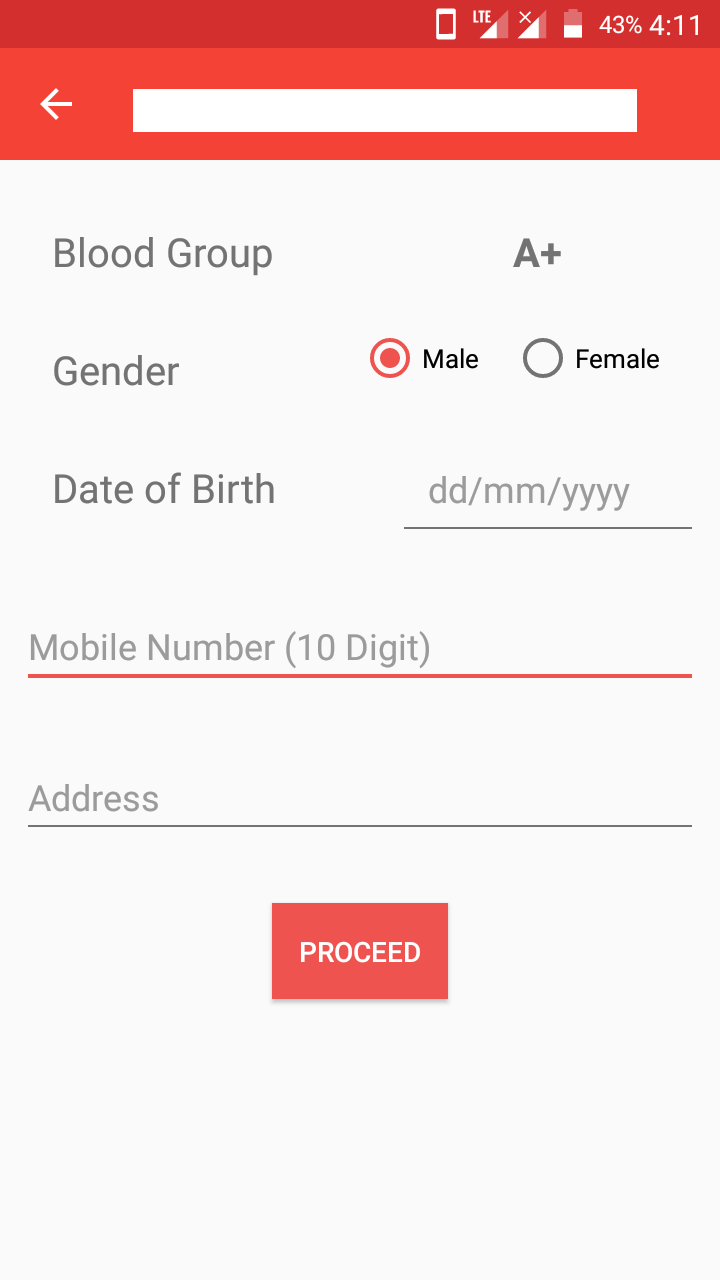 LTE 43% 4:11
Blood Group A+
Gender Male Female
Date of Birth dd/mm/yyyy
Mobile Number (10 Digit)
Address
PROCEED